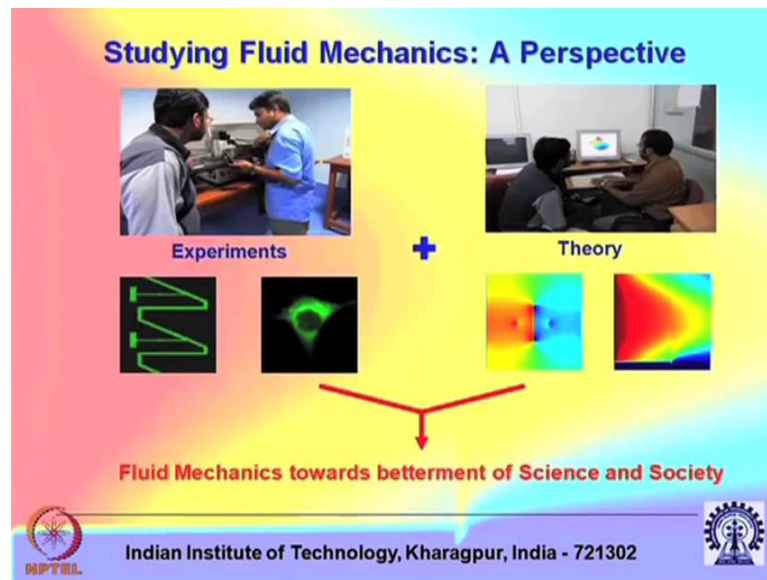 Studying Fluid Mechanics: A Perspective
Experiments
+
Theory
Fluid Mechanics towards betterment of Science and Society
NPTEL
Indian Institute of Technology, Kharagpur, India - 721302